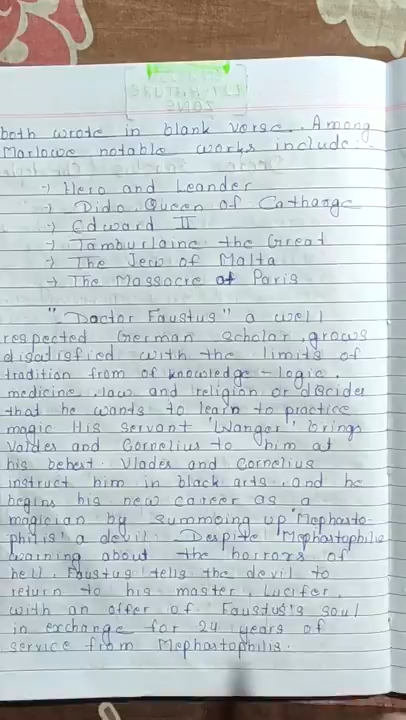 both wrote in blank verse. Among
Marlowe notable works include:
→ Hero and Leander
→ Dido, Queen of Cathange
→ Edward II
→ Tamburlaine the Great
→ The Jew of Malta
→ The Massacre at Paris
"Doctor Faustus" a well
respected German scholar, grows
disatisfied with the limits of
tradition from of knowledge - logic,
medicine, law and religion or decides
that he wants to learn to practice
magic His servant 'Wanger' brings
Valdes and Cornelius to him at
his behest. Vlades and Cornelius
instruct him in black arts, and he
begins his new career as a
magician by summoing up "Mephasto-
philis' a devil. Despite Mephastophilis
warning about the horrors of
hell, Faustus tells the devil to
return to his master, Lucifer,
with an offer of Faustus's soul
in exchange for 24 years of
service from Mephastophilis.